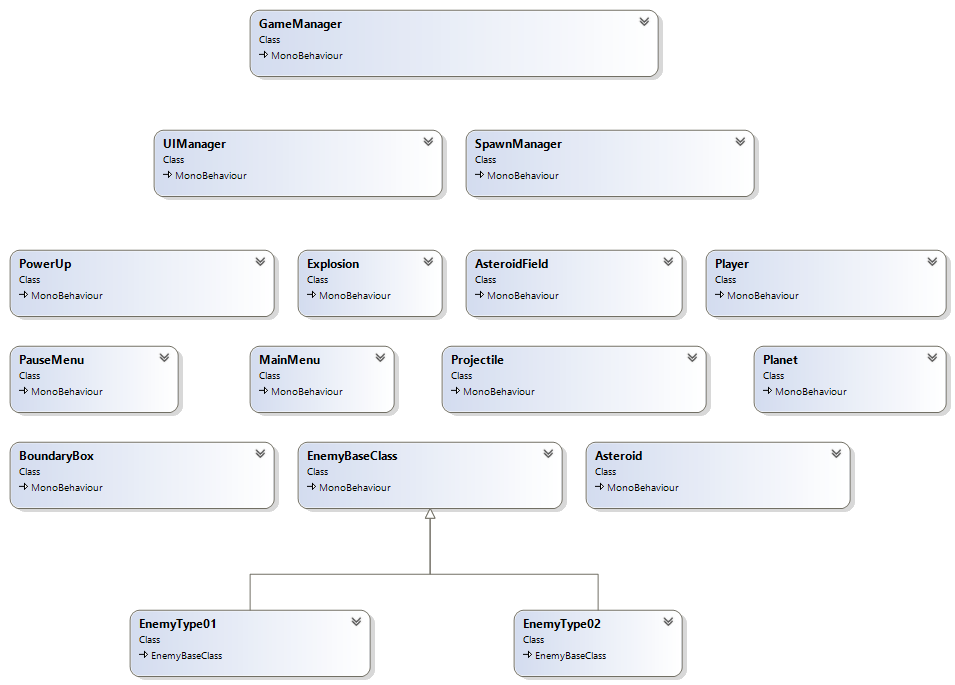 GameManager
Class
MonoBehaviour
UIManager
Class
MonoBehaviour
SpawnManager
Class
MonoBehaviour
PowerUp
Class
MonoBehaviour
Explosion
Class
MonoBehaviour
AsteroidField
Class
MonoBehaviour
Player
Class
MonoBehaviour
PauseMenu
Class
MonoBehaviour
MainMenu
Class
MonoBehaviour
Projectile
Class
MonoBehaviour
Planet
Class
MonoBehaviour
BoundaryBox
Class
MonoBehaviour
EnemyBaseClass
Class
MonoBehaviour
Asteroid
Class
MonoBehaviour
EnemyType01
Class
EnemyBaseClass
EnemyType02
Class
EnemyBaseClass